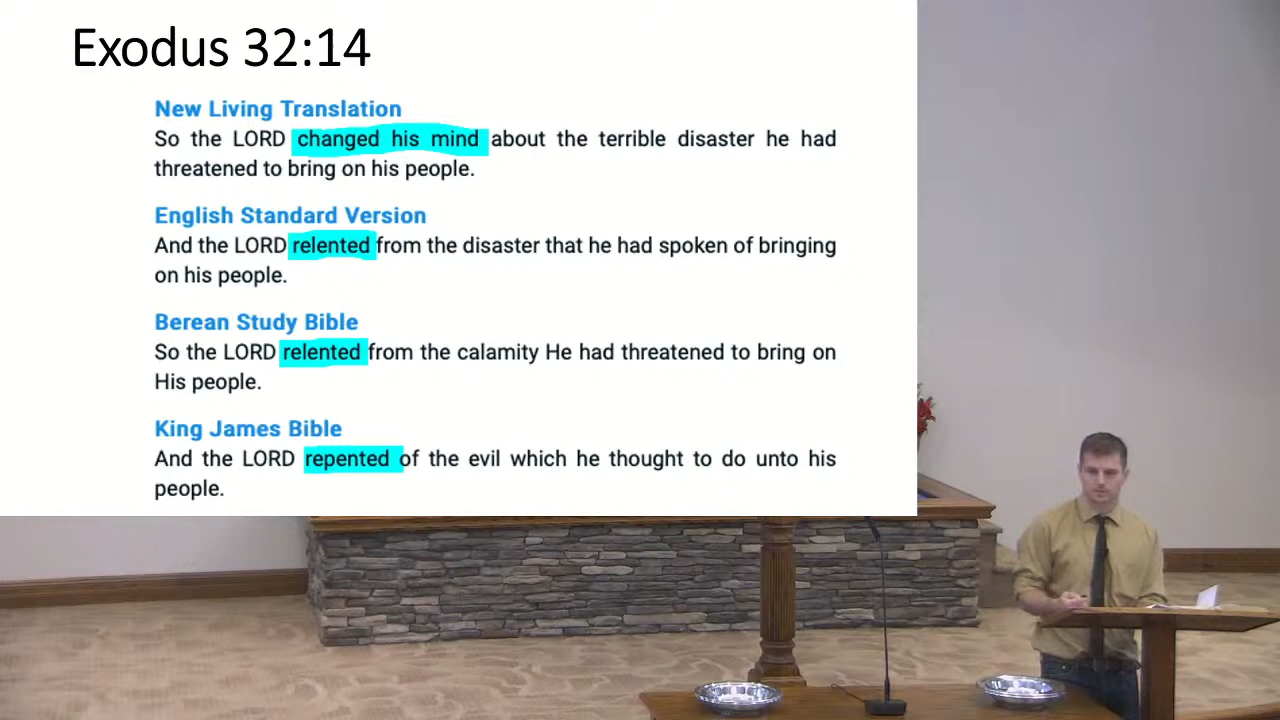 Exodus 32:14
New Living Translation
So the LORD changed his mind about the terrible disaster he had
threatened to bring on his people.
English Standard Version
And the LORD relented from the disaster that he had spoken of bringing
on his people.
Berean Study Bible
So the LORD relented from the calamity He had threatened to bring on
His people.
King James Bible
And the LORD repented of the evil which he thought to do unto his
people.